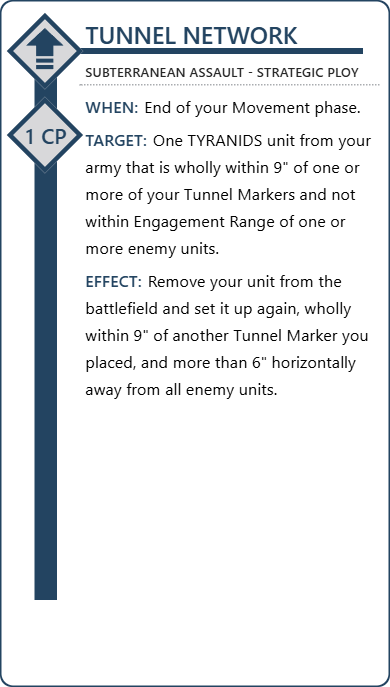 TUNNEL NETWORK
SUBTERRANEAN ASSAULT - STRATEGIC PLOY
WHEN: End of your Movement phase.
1 CP
TARGET: One TYRANIDS unit from your
army that is wholly within 9" of one or
more of your Tunnel Markers and not
within Engagement Range of one or
more enemy units.
EFFECT: Remove your unit from the
battlefield and set it up again, wholly
within 9" of another Tunnel Marker you
placed, and more than 6" horizontally
away from all enemy units.